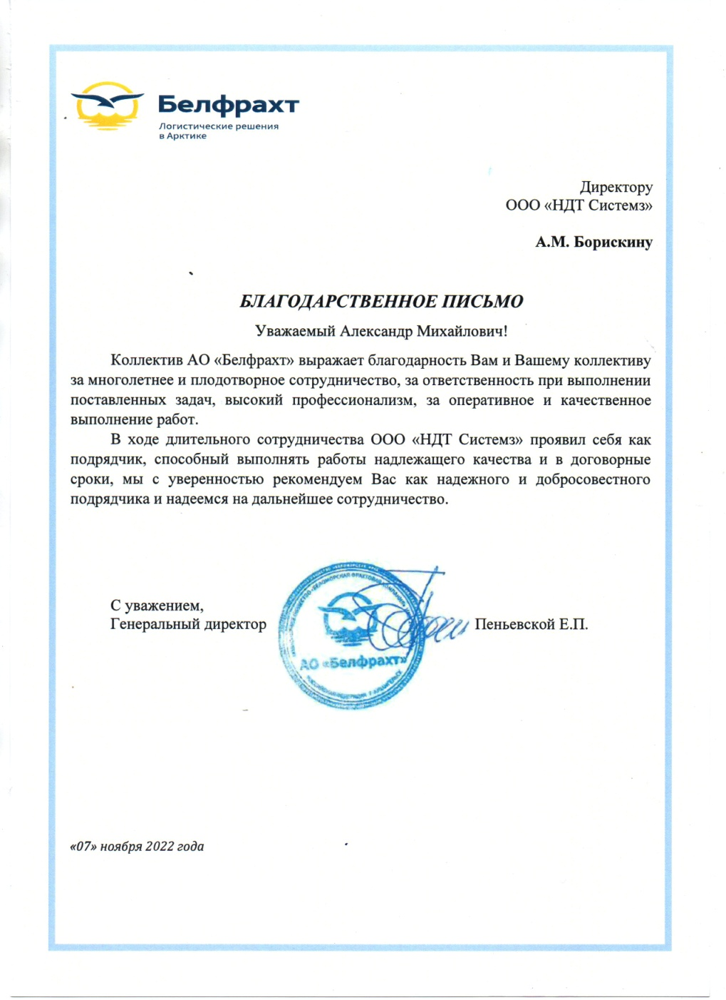 Белфрахт
Логистические решения
в Арктике
Директору
ООО «НДТ Системз»
А.М. Борискину
БЛАГОДАРСТВЕННОЕ ПИСЬМО
Уважаемый Александр Михайлович!
Коллектив АО «Белфрахт» выражает благодарность Вам и Вашему коллективу
за многолетнее и плодотворное сотрудничество, за ответственность при выполнении
поставленных задач, высокий профессионализм, за оперативное и качественное
выполнение работ.
В ходе длительного сотрудничества ООО «НДТ Системз» проявил себя как
подрядчик, способный выполнять работы надлежащего качества и в договорные
сроки, мы с уверенностью рекомендуем Вас как надежного и добросовестного
подрядчика и надеемся на дальнейшее сотрудничество.
С уважением,
Генеральный директор
Пеньевской Е.П.
АО «Белфрахт»
«07» ноября 2022 года